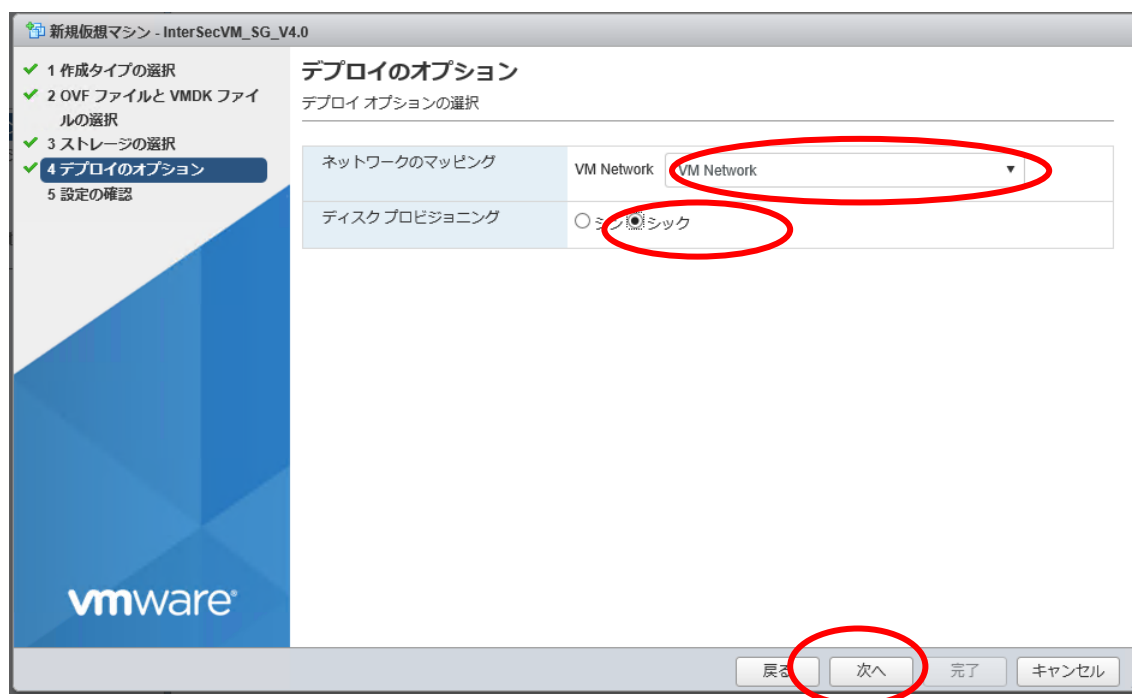 新規仮想マシン - InterSecVM_SG_V4.0
1 作成タイプの選択
2 OVF ファイルと VMDK ファイ
ルの選択
3 ストレージの選択
4 デプロイのオプション
5 設定の確認
vmware®
デプロイのオプション
デプロイ オプションの選択
ネットワークのマッピング VM Network VM Network
ディスク プロビジョニング シン シック
戻る 次へ 完了 キャンセル